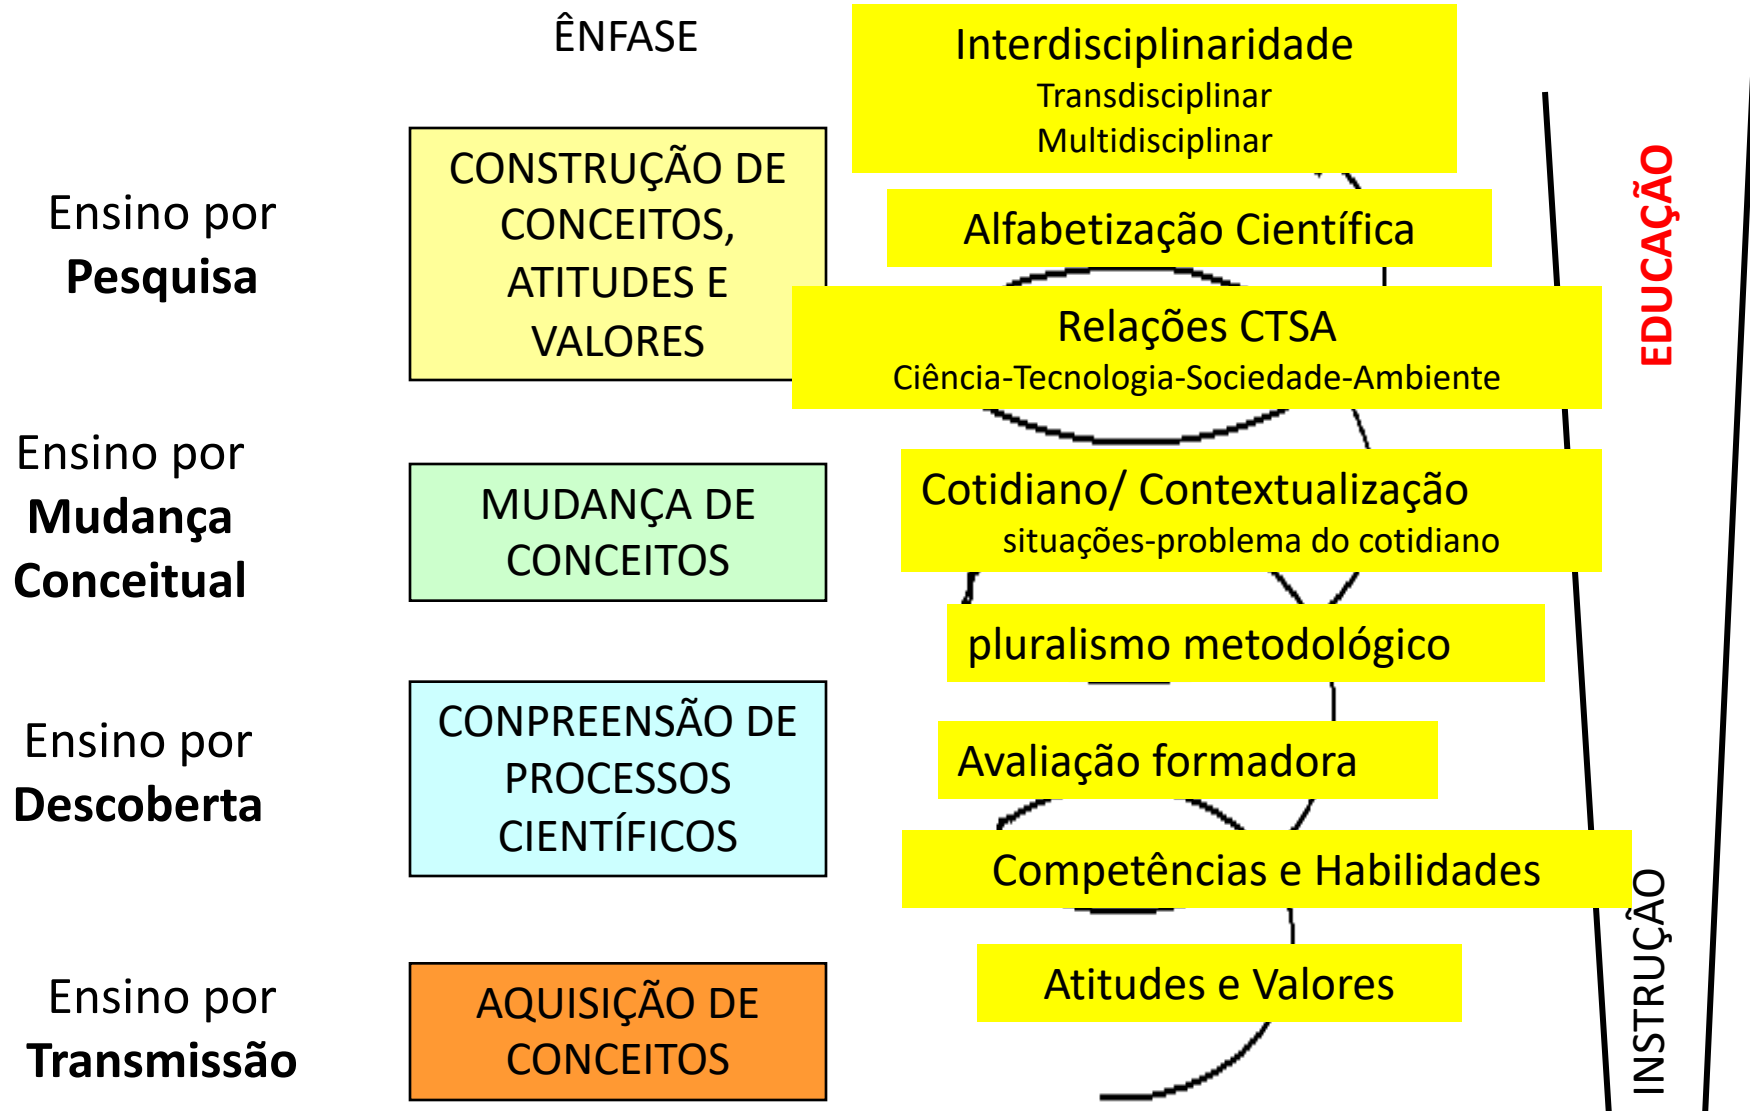 ÊNFASE
Ensino por
Pesquisa
CONSTRUÇÃO DE
CONCEITOS,
ATITUDES E
VALORES
Ensino por
Mudança
Conceitual
MUDANÇA DE
CONCEITOS
Ensino por
Descoberta
CONPREENSÃO DE
PROCESSOS
CIENTÍFICOS
Ensino por
Transmissão
AQUISIÇÃO DE
CONCEITOS
Interdisciplinaridade
Transdisciplinar
Multidisciplinar
Alfabetização Científica
Relações CTSA
Ciência-Tecnologia-Sociedade-Ambiente
Cotidiano/ Contextualização
situações-problema do cotidiano
pluralismo metodológico
Avaliação formadora
Competências e Habilidades
Atitudes e Valores
EDUCAÇÃO
INSTRUÇÃO